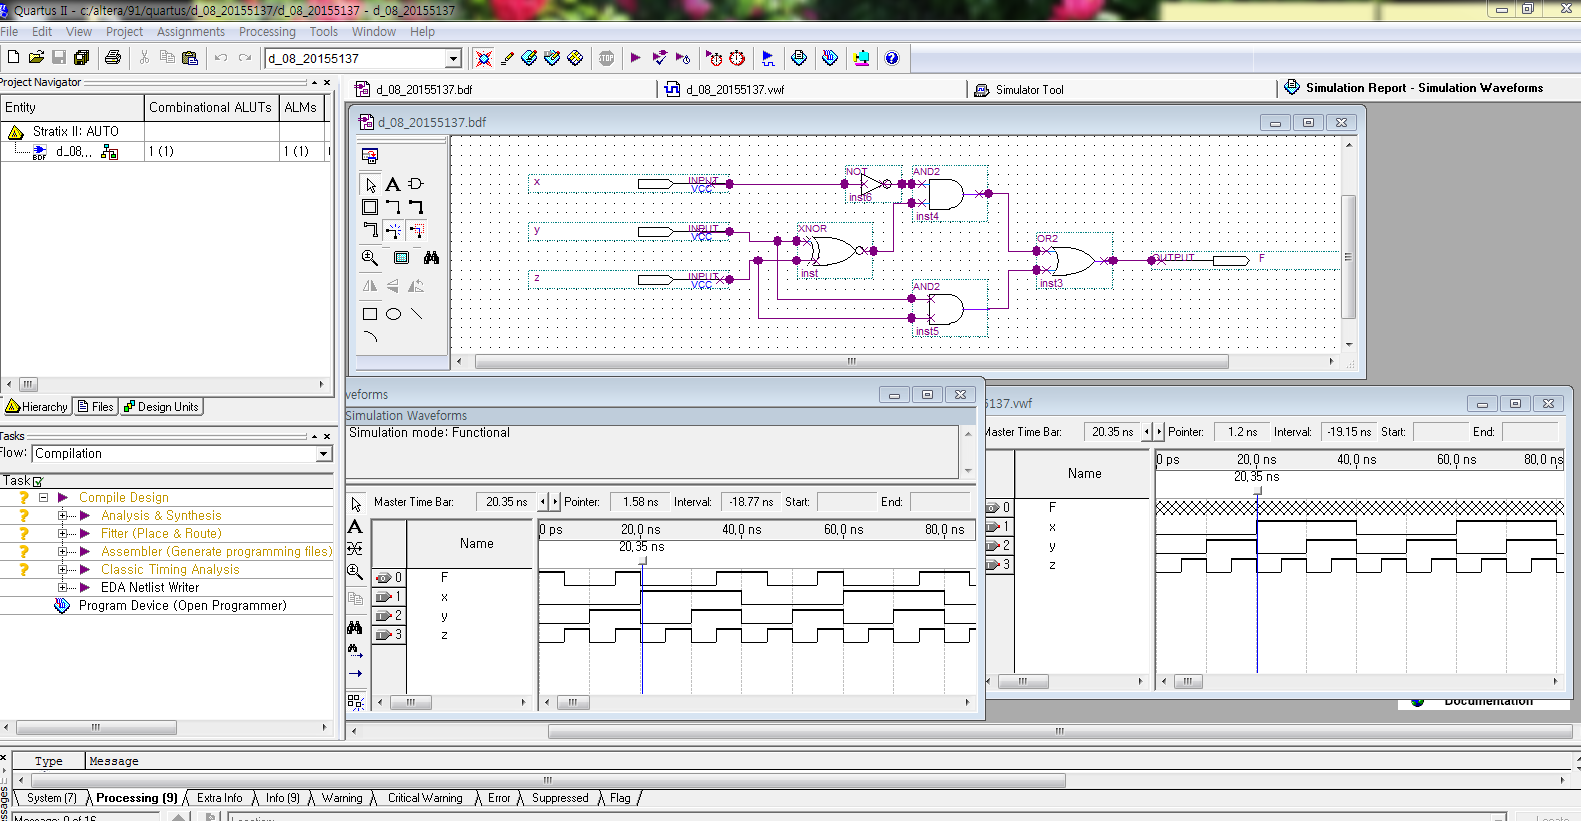 Quartus II - c:/altera/91/quartus/d_08_20155137/d_08_20155137 - d_08_20155137
File Edit View Project Assignments Processing Tools Window Help
d_08_20155137
STOP
Project Navigator
Entity Combinational ALUTs ALMs
Stratix II: AUTO
BDF d_08... 1 (1) 1 (1)
Hierarchy Files Design Units
Tasks
Flow: Compilation
Task
Compile Design
Analysis & Synthesis
Fitter (Place & Route)
Assembler (Generate programming files)
Classic Timing Analysis
EDA Netlist Writer
Program Device (Open Programmer)
d_08_20155137.bdf d_08_20155137.vwf Simulator Tool Simulation Report - Simulation Waveforms
d_08_20155137.bdf
x INPUT VCC
y INPUT VCC
z INPUT VCC
NOT
inst6
AND2
inst4
XNOR
inst
AND2
inst5
OR2
inst3
OUTPUT F
veforms
Simulation Waveforms
Simulation mode: Functional
Master Time Bar: 20.35 ns Pointer: 1.58 ns Interval: -18.77 ns Start: End:
Name
0 ps 20.0 ns 40.0 ns 60.0 ns 80.0 ns
20.35 ns
0 F
1 x
2 y
3 z
5137.vwf
Master Time Bar: 20.35 ns Pointer: 1.2 ns Interval: -19.15 ns Start: End:
Name
0 ps 20.0 ns 40.0 ns 60.0 ns 80.0 ns
20.35 ns
0 F
1 x
2 y
3 z
Documentation
Type Message
System (7) Processing (9) Extra Info Info (9) Warning Critical Warning Error Suppressed Flag
Message: 0 of 16 Location: Locate